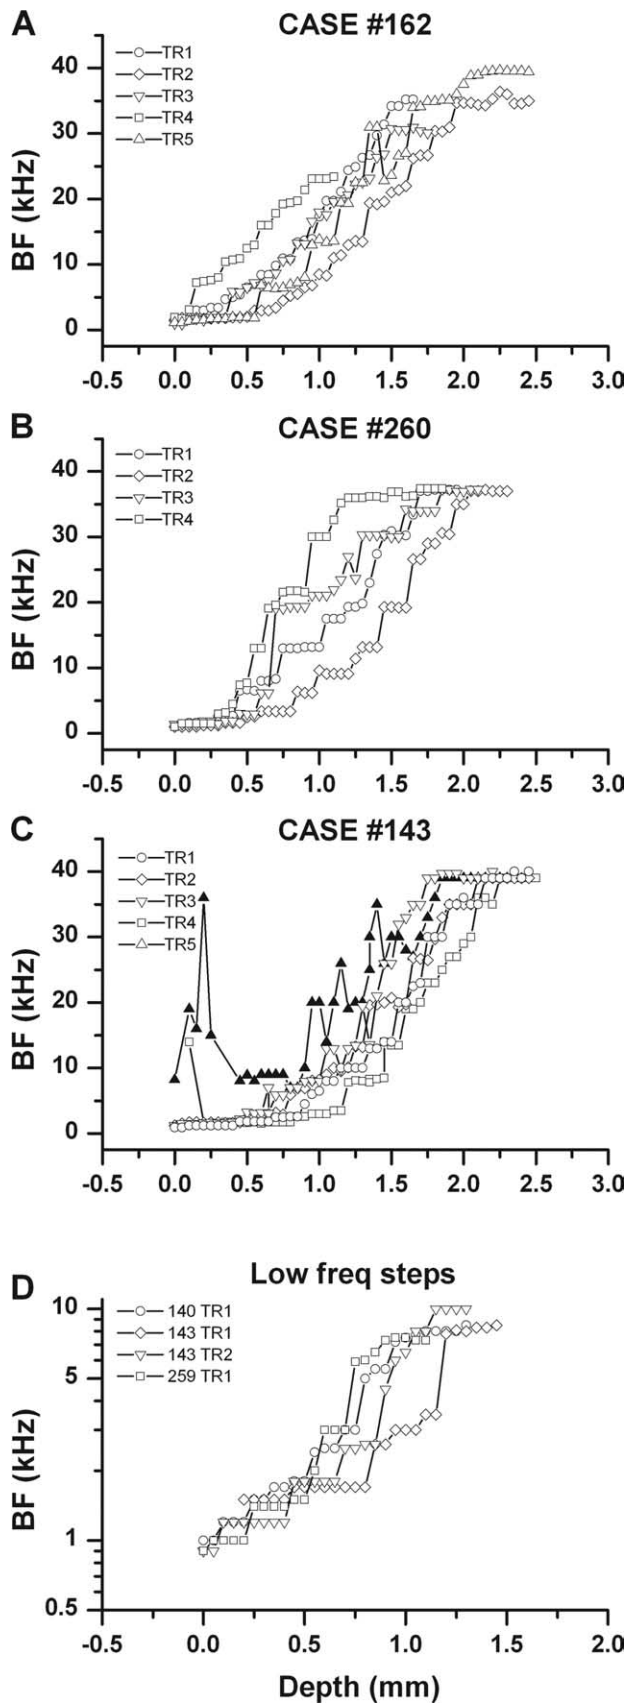 A
CASE #162
TR1
TR2
TR3
TR4
TR5
40
30
20
10
0
BF (kHz)
-0.5 0.0 0.5 1.0 1.5 2.0 2.5 3.0
B
CASE #260
TR1
TR2
TR3
TR4
40
30
20
10
0
BF (kHz)
-0.5 0.0 0.5 1.0 1.5 2.0 2.5 3.0
C
CASE #143
TR1
TR2
TR3
TR4
TR5
40
30
20
10
0
BF (kHz)
-0.5 0.0 0.5 1.0 1.5 2.0 2.5 3.0
D
Low freq steps
140 TR1
143 TR1
143 TR2
259 TR1
10
5
1
0.5
BF (kHz)
-0.5 0.0 0.5 1.0 1.5 2.0
Depth (mm)